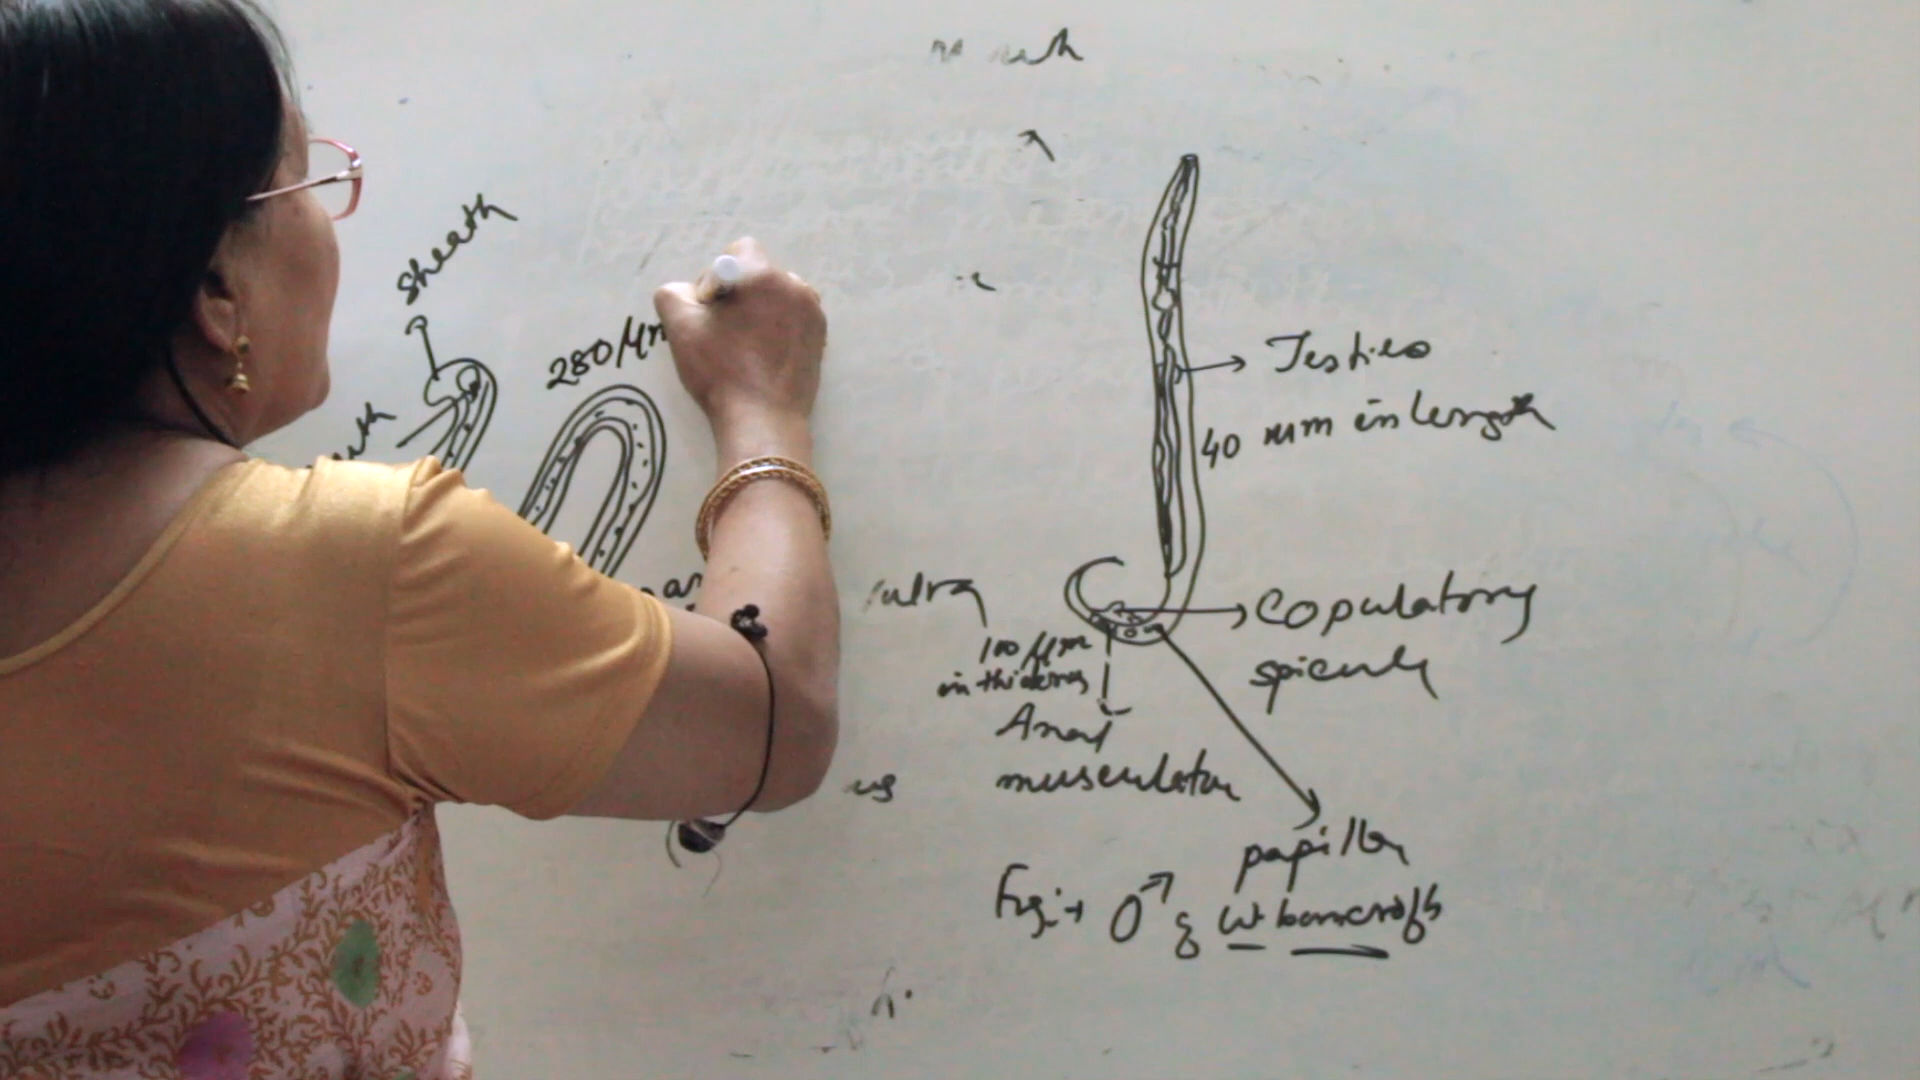 Sheath
280 μm
Testies
40 mm in length
Copulatory
spicule
100 μm
in thickness
Anal
musculatur
papillae
Fig:→ ♂ of W bancrofti